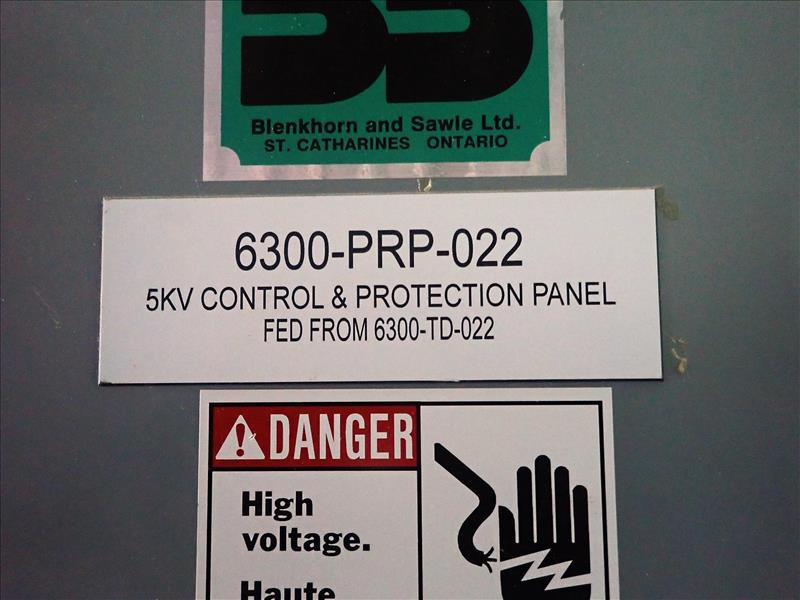 Blenkhorn and Sawle Ltd.
ST. CATHARINES ONTARIO
6300-PRP-022
5KV CONTROL & PROTECTION PANEL
FED FROM 6300-TD-022
DANGER
High
voltage.
Haute